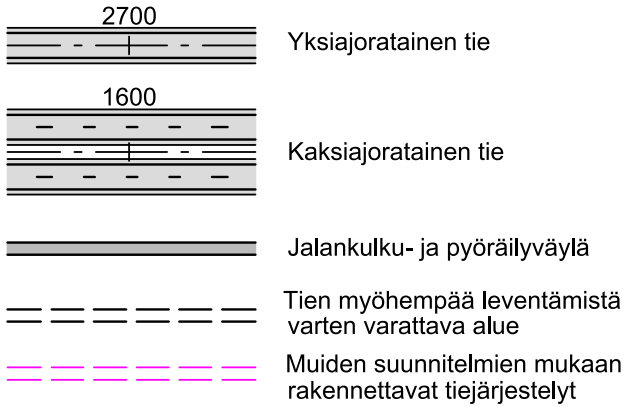 2700
Yksiajoratainen tie
1600
Kaksiajoratainen tie
Jalankulku- ja pyöräilyväylä
Tien myöhempää leventämistä
varten varattava alue
Muiden suunnitelmien mukaan
rakennettavat tiejärjestelyt